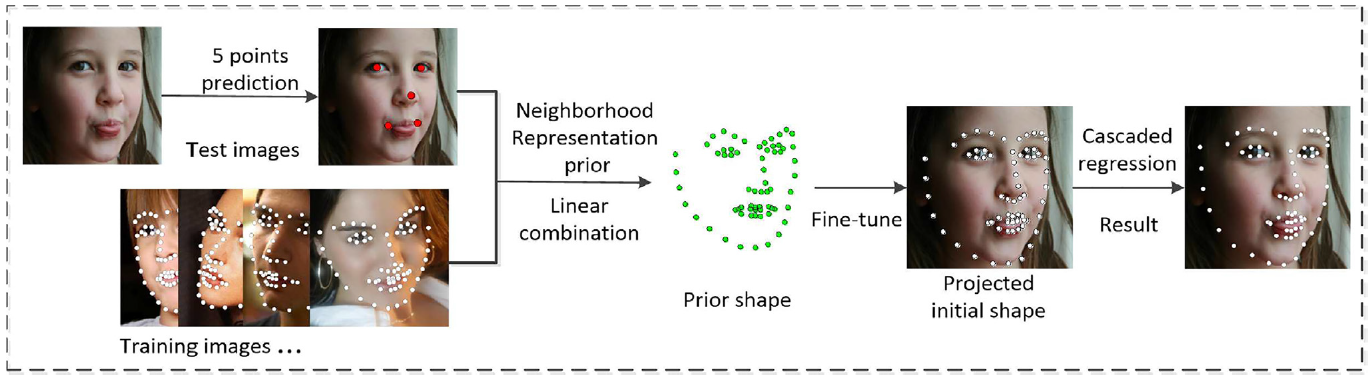 5 points
prediction
Test images
Training images ...
Neighborhood
Representation
prior
Linear
combination
Prior shape
Fine-tune
Projected
initial shape
Cascaded
regression
Result